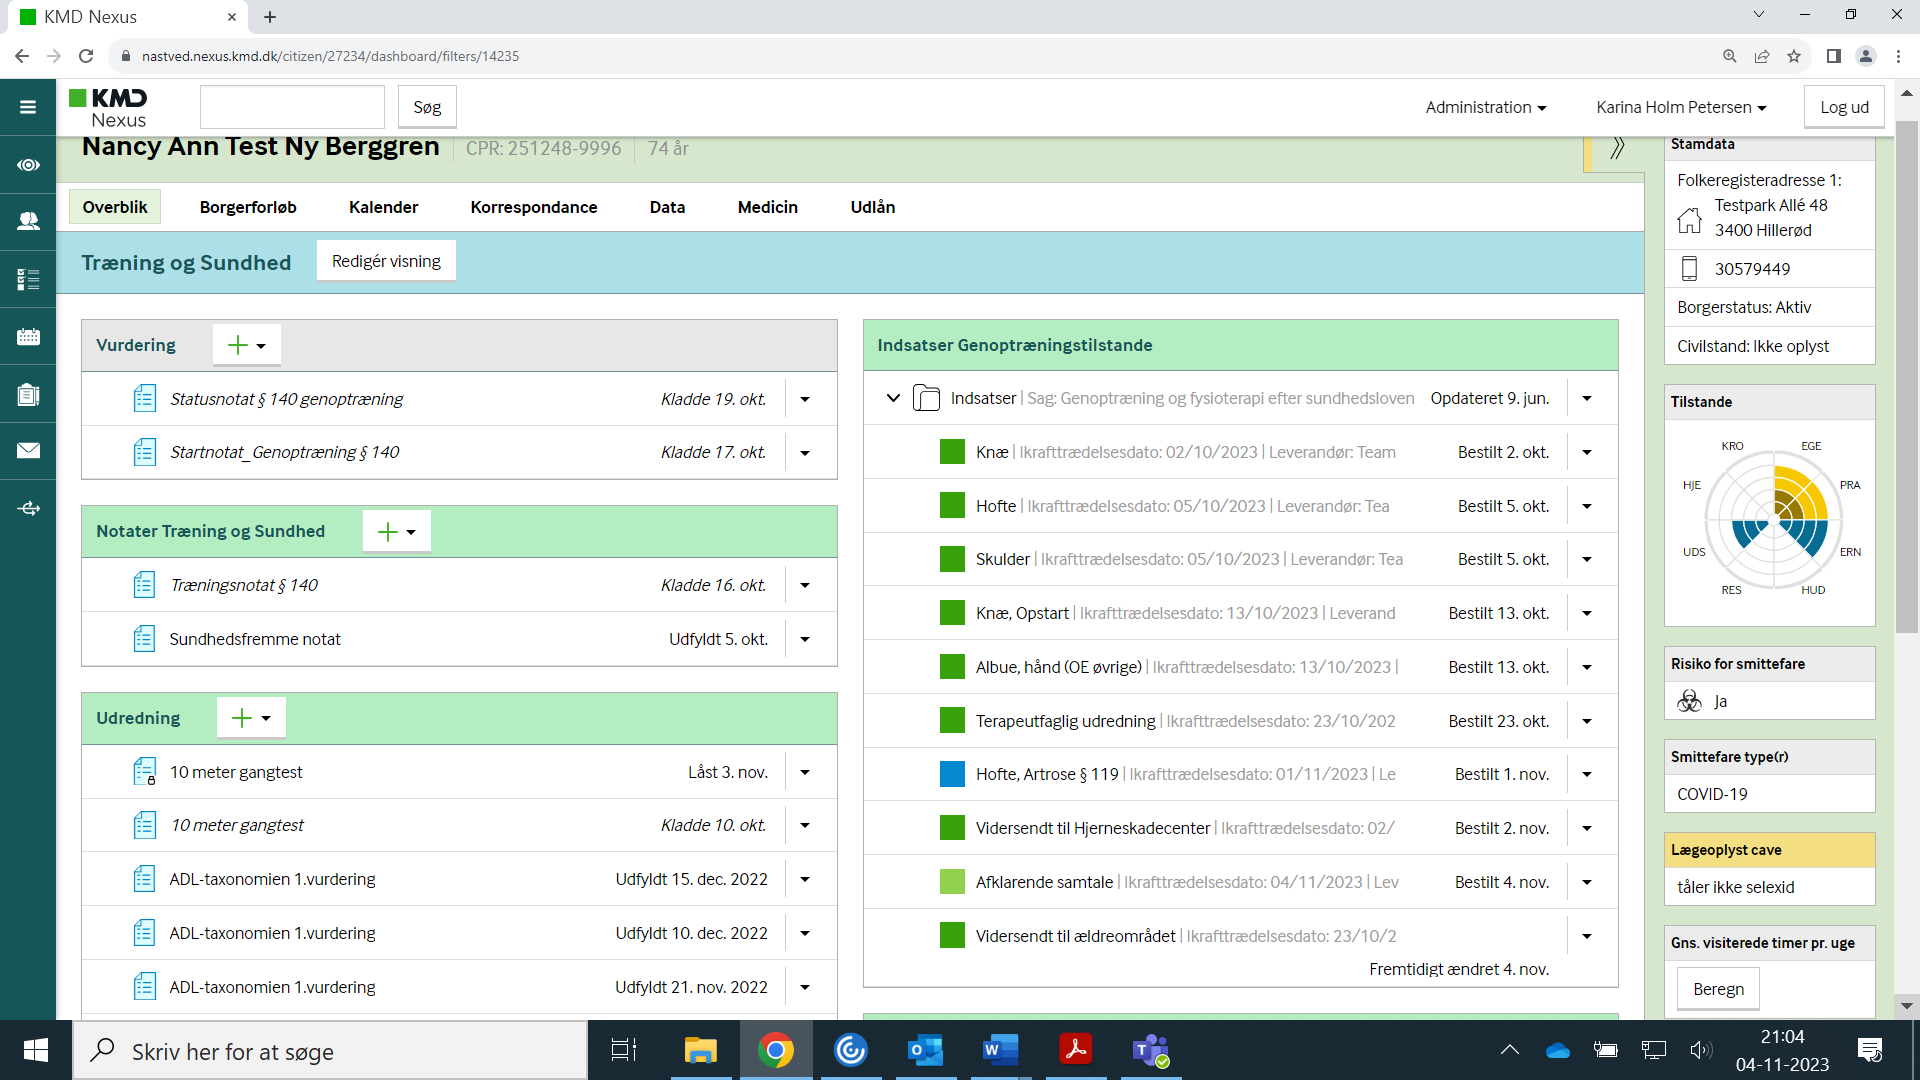 KMD Nexus
nastved.nexus.kmd.dk/citizen/27234/dashboard/filters/14235
KMD
Nexus
Søg
Administration
Karina Holm Petersen
Log ud
Nancy Ann Test Ny Berggren
CPR: 251248-9996
74 år
Overblik
Borgerforløb
Kalender
Korrespondance
Data
Medicin
Udlån
Træning og Sundhed
Redigér visning
Vurdering
Statusnotat § 140 genoptræning Kladde 19. okt.
Startnotat_Genoptræning § 140 Kladde 17. okt.
Notater Træning og Sundhed
Træningsnotat § 140 Kladde 16. okt.
Sundhedsfremme notat Udfyldt 5. okt.
Udredning
10 meter gangtest Låst 3. nov.
10 meter gangtest Kladde 10. okt.
ADL-taxonomien 1.vurdering Udfyldt 15. dec. 2022
ADL-taxonomien 1.vurdering Udfyldt 10. dec. 2022
ADL-taxonomien 1.vurdering Udfyldt 21. nov. 2022
Indsatser Genoptræningstilstande
Indsatser | Sag: Genoptræning og fysioterapi efter sundhedsloven Opdateret 9. jun.
Knæ | Ikrafttrædelsesdato: 02/10/2023 | Leverandør: Team Bestilt 2. okt.
Hofte | Ikrafttrædelsesdato: 05/10/2023 | Leverandør: Tea Bestilt 5. okt.
Skulder | Ikrafttrædelsesdato: 05/10/2023 | Leverandør: Tea Bestilt 5. okt.
Knæ, Opstart | Ikrafttrædelsesdato: 13/10/2023 | Leverand Bestilt 13. okt.
Albue, hånd (OE øvrige) | Ikrafttrædelsesdato: 13/10/2023 | Bestilt 13. okt.
Terapeutfaglig udredning | Ikrafttrædelsesdato: 23/10/202 Bestilt 23. okt.
Hofte, Artrose § 119 | Ikrafttrædelsesdato: 01/11/2023 | Le Bestilt 1. nov.
Vidersendt til Hjerneskadecenter | Ikrafttrædelsesdato: 02/ Bestilt 2. nov.
Afklarende samtale | Ikrafttrædelsesdato: 04/11/2023 | Lev Bestilt 4. nov.
Vidersendt til ældreområdet | Ikrafttrædelsesdato: 23/10/2
Fremtidigt ændret 4. nov.
Stamdata
Folkeregisteradresse 1:
Testpark Allé 48
3400 Hillerød
30579449
Borgerstatus: Aktiv
Civilstand: Ikke oplyst
Tilstande
KRO EGE
HJE PRA
UDS ERN
RES HUD
Risiko for smittefare
Ja
Smittefare type(r)
COVID-19
Lægeoplyst cave
tåler ikke selexid
Gns. visiterede timer pr. uge
Beregn
Skriv her for at søge
21:04
04-11-2023